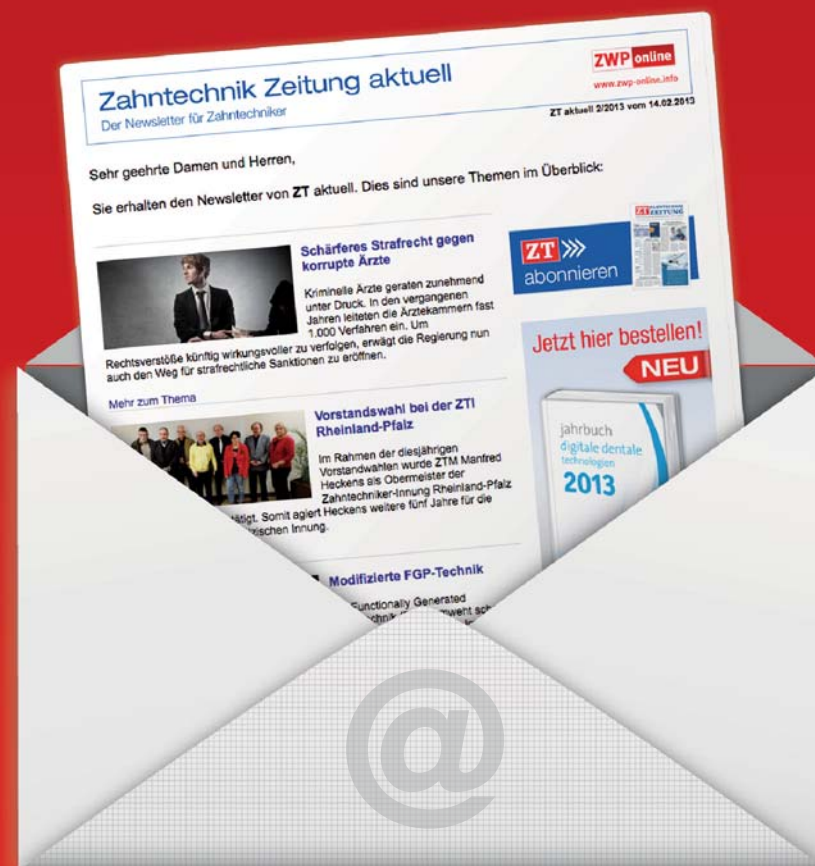 Zahntechnik Zeitung aktuell
Der Newsletter für Zahntechniker
ZWP online
www.zwp-online.info
ZT aktuell 2/2013 vom 14.02.2013
Sehr geehrte Damen und Herren,
Sie erhalten den Newsletter von ZT aktuell. Dies sind unsere Themen im Überblick:
Schärferes Strafrecht gegen
korrupte Ärzte
Kriminelle Ärzte geraten zunehmend
unter Druck. In den vergangenen
Jahren leiteten die Ärztekammern fast
1.000 Verfahren ein. Um
Rechtsverstöße künftig wirkungsvoller zu verfolgen, erwägt die Regierung nun
auch den Weg für strafrechtliche Sanktionen zu eröffnen.
Mehr zum Thema
Vorstandswahl bei der ZTI
Rheinland-Pfalz
Im Rahmen der diesjährigen
Vorstandwahlen wurde ZTM Manfred
Heckens als Obermeister der
Zahntechniker-Innung Rheinland-Pfalz
tätigt. Somit agiert Heckens weitere fünf Jahre für die
zischen Innung.
Modifizierte FGP-Technik
Functionally Generated
ZT
abonnieren
ZT ZEITUNG
Jetzt hier bestellen!
NEU
jahrbuch
digitale dentale
technologien
2013
@